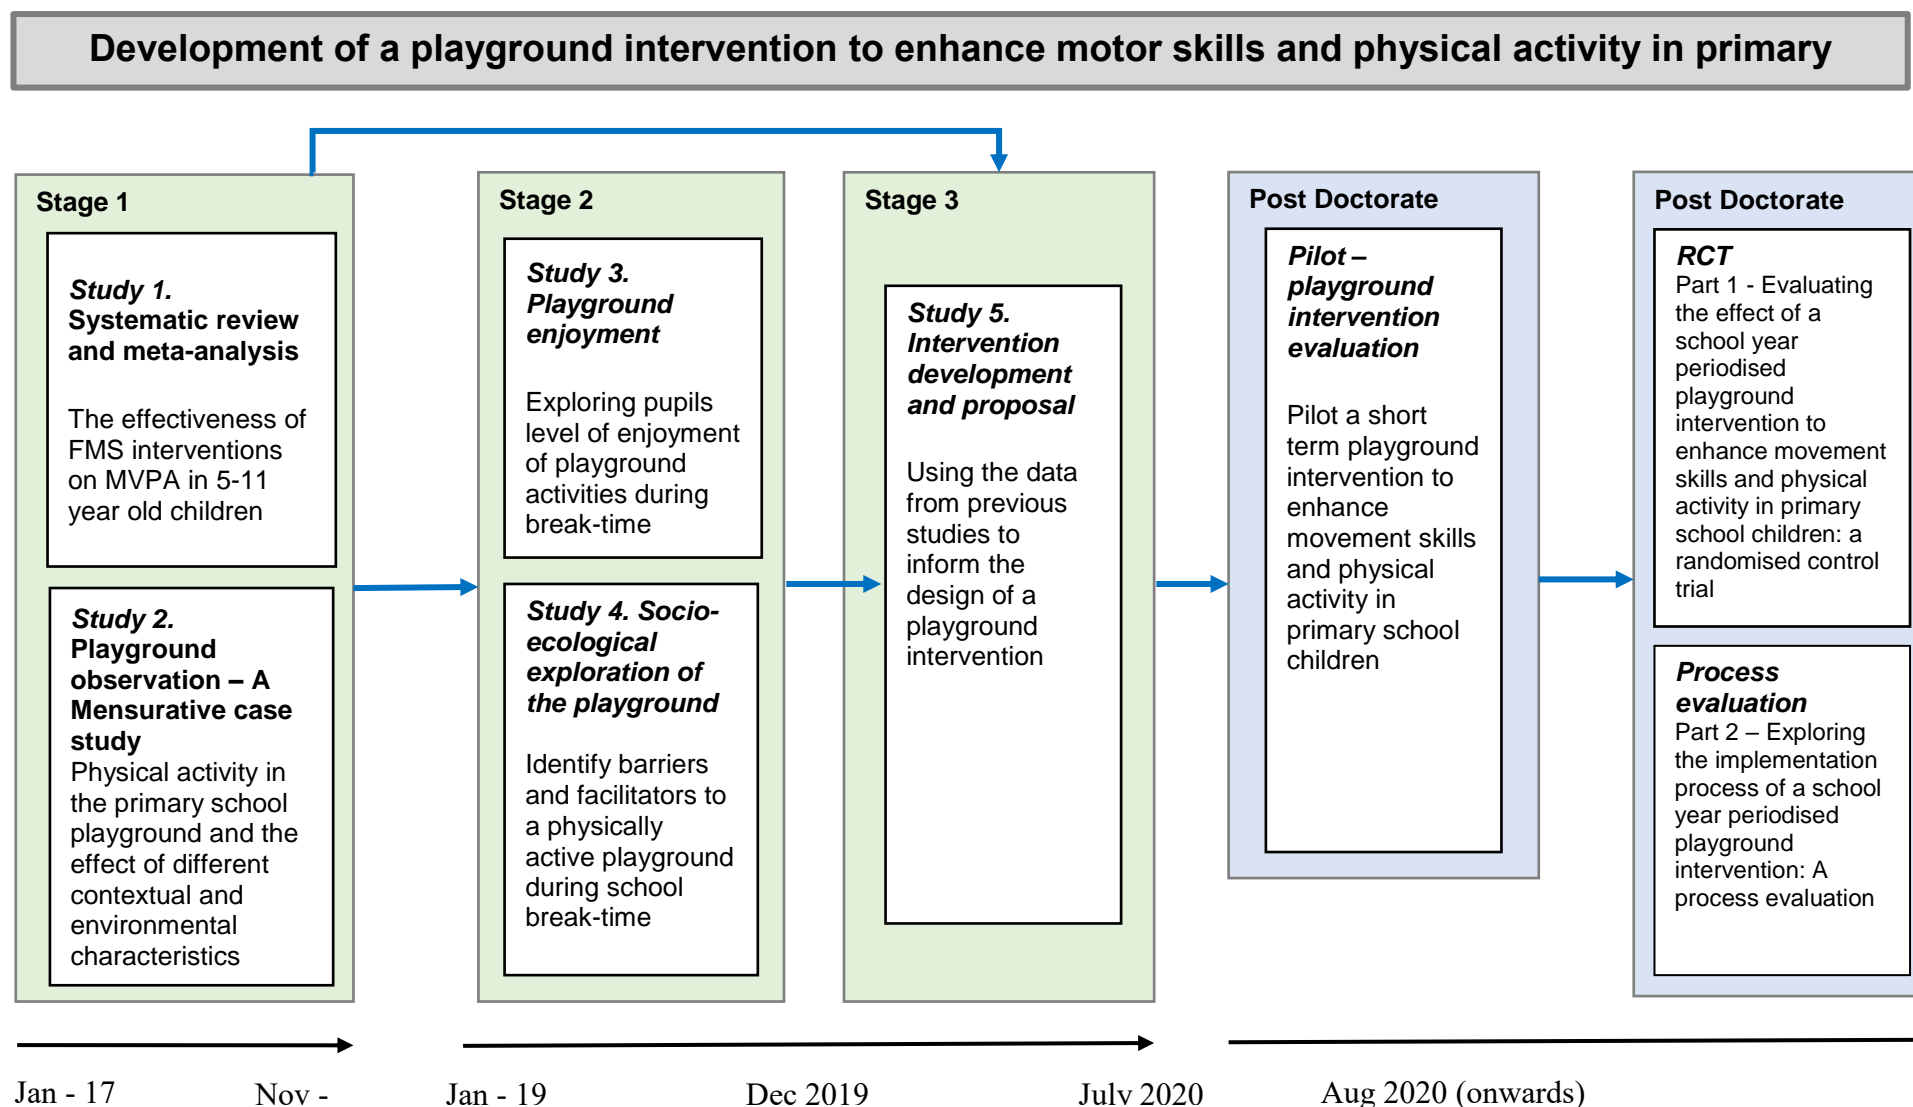 Development of a playground intervention to enhance motor skills and physical activity in primary
Stage 1
Study 1.
Systematic review
and meta-analysis
The effectiveness of
FMS interventions
on MVPA in 5-11
year old children
Study 2.
Playground
observation – A
Mensurative case
study
Physical activity in
the primary school
playground and the
effect of different
contextual and
environmental
characteristics
Stage 2
Study 3.
Playground
enjoyment
Exploring pupils
level of enjoyment
of playground
activities during
break-time
Study 4. Socio-
ecological
exploration of
the playground
Identify barriers
and facilitators to
a physically
active playground
during school
break-time
Stage 3
Study 5.
Intervention
development
and proposal
Using the data
from previous
studies to
inform the
design of a
playground
intervention
Post Doctorate
Pilot –
playground
intervention
evaluation
Pilot a short
term playground
intervention to
enhance
movement skills
and physical
activity in
primary school
children
Post Doctorate
RCT
Part 1 - Evaluating
the effect of a
school year
periodised
playground
intervention to
enhance movement
skills and physical
activity in primary
school children: a
randomised control
trial
Process
evaluation
Part 2 – Exploring
the implementation
process of a school
year periodised
playground
intervention: A
process evaluation
Jan - 17
Nov -
Jan - 19
Dec 2019
July 2020
Aug 2020 (onwards)